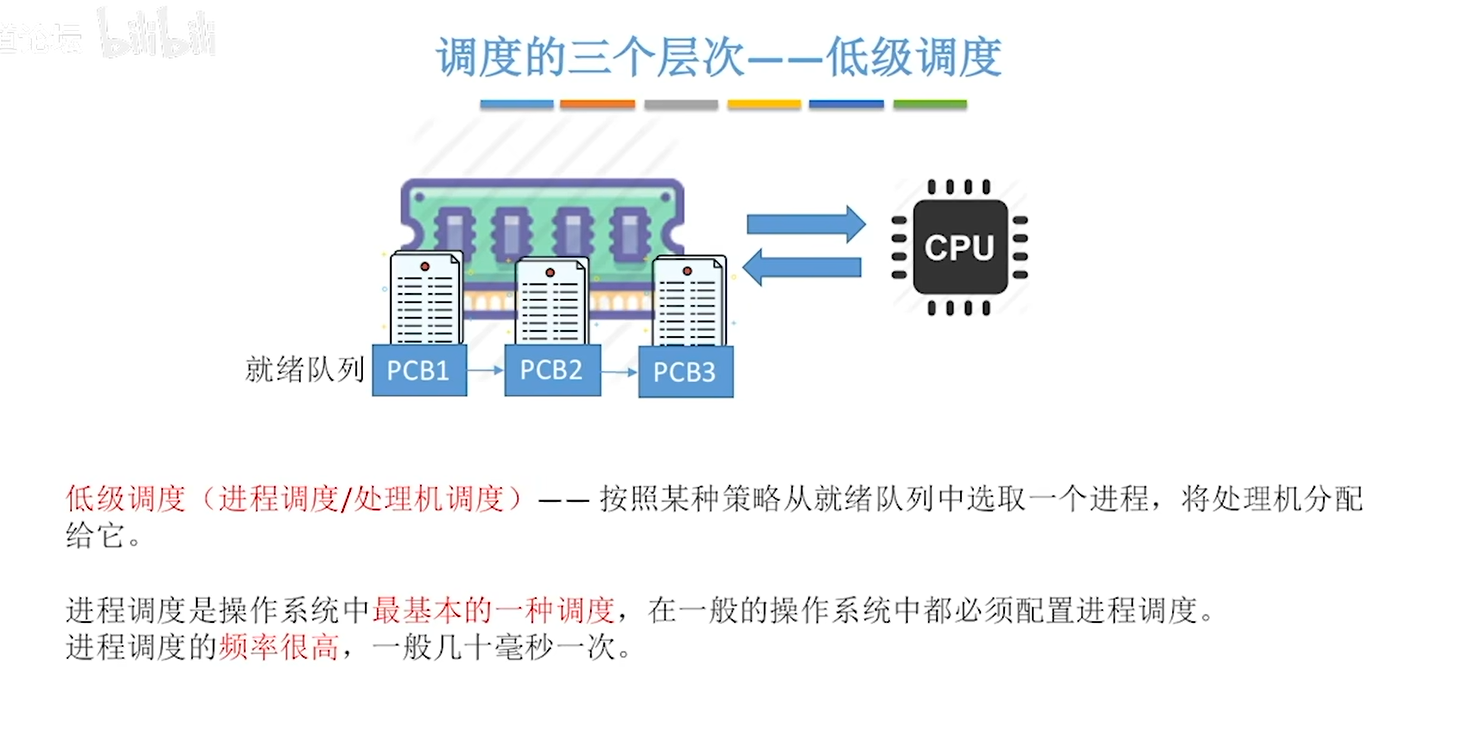 道论坛 bilibili
调度的三个层次——低级调度
CPU
就绪队列 PCB1 PCB2 PCB3
低级调度（进程调度/处理机调度）—— 按照某种策略从就绪队列中选取一个进程，将处理机分配
给它。
进程调度是操作系统中最基本的一种调度，在一般的操作系统中都必须配置进程调度。
进程调度的频率很高，一般几十毫秒一次。